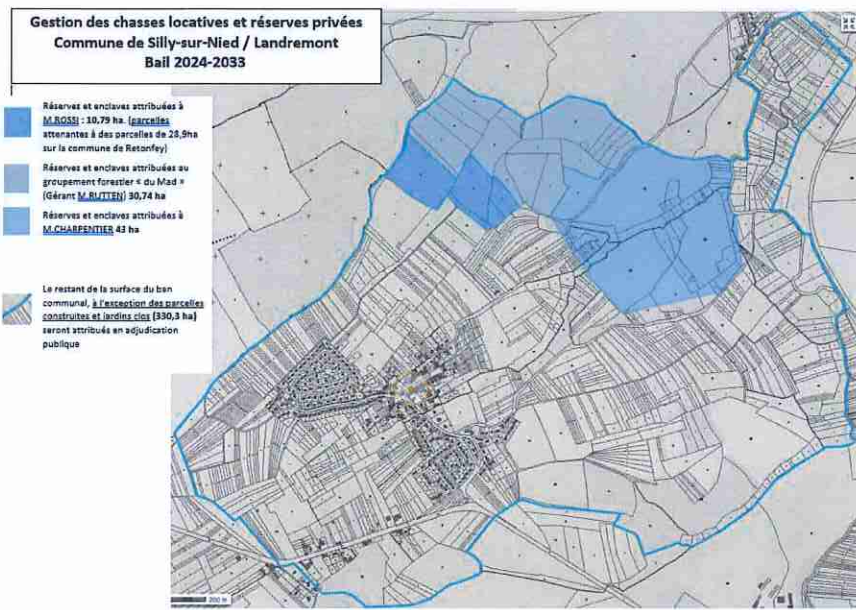 Gestion des chasses locatives et réserves privées
Commune de Silly-sur-Nied / Landremont
Bail 2024-2033
Réserves et enclaves attribuées à
M.ROSSI : 10,79 ha. (parcelles
attenantes à des parcelles de 28,9ha
sur la commune de Retonfey)
Réserves et enclaves attribuées au
groupement forestier « du Mad »
(Gérant M.RUTTEN) 30,74 ha
Réserves et enclaves attribuées à
M.CHARPENTIER 43 ha
Le restant de la surface du ban
communal, à l'exception des parcelles
construites et jardins clos (330,3 ha)
seront attribués en adjudication
publique
200 m